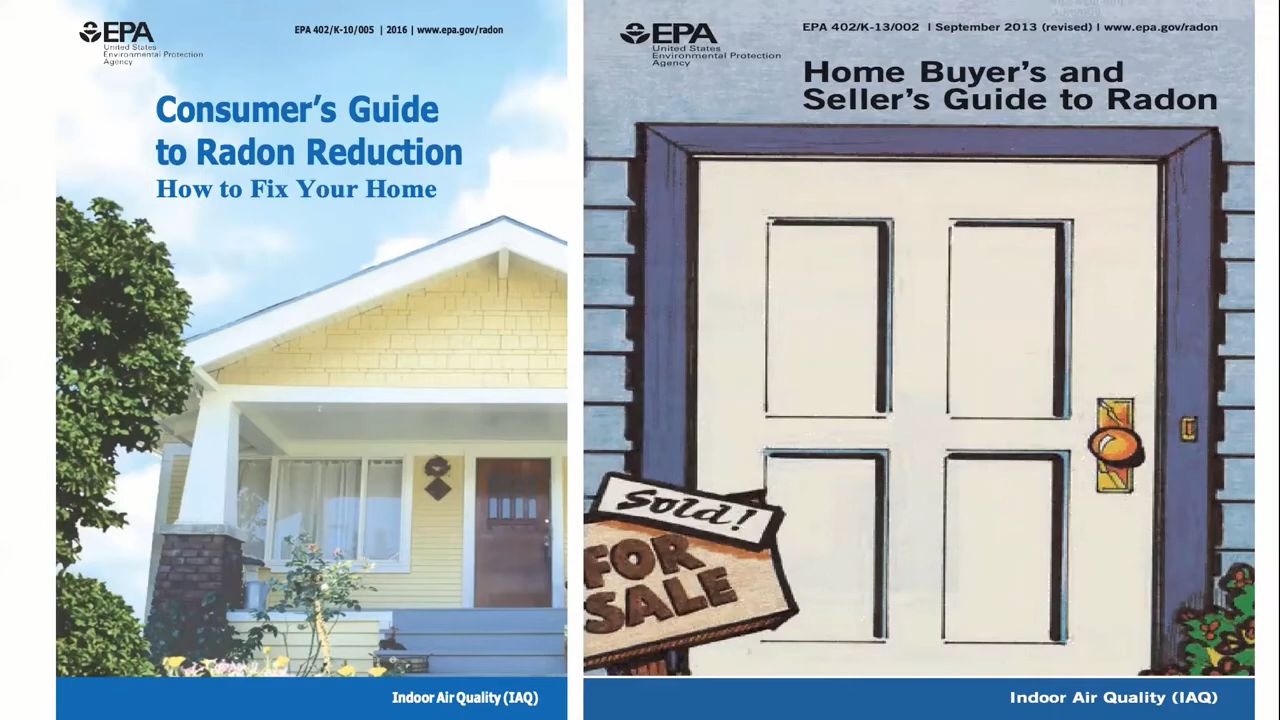 EPA
United States
Environmental Protection
Agency
EPA 402/K-10/005 | 2016 | www.epa.gov/radon
Consumer's Guide
to Radon Reduction
How to Fix Your Home
Indoor Air Quality (IAQ)
EPA
United States
Environmental Protection
Agency
EPA 402/K-13/002 | September 2013 (revised) | www.epa.gov/radon
Home Buyer's and
Seller's Guide to Radon
Sold!
FOR
SALE
Indoor Air Quality (IAQ)